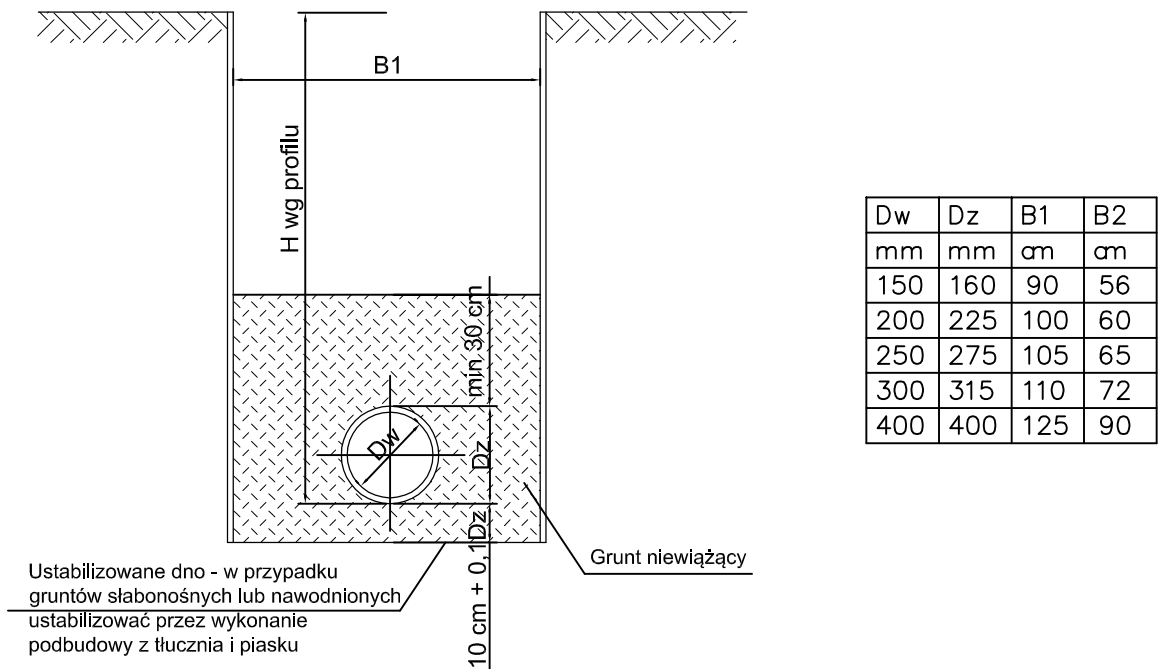 B1
H wg profilu
min 30 cm
Dw
Dz
10 cm + 0,1Dz
Grunt niewiążący
Ustabilizowane dno - w przypadku
gruntów słabonośnych lub nawodnionych
ustabilizować przez wykonanie
podbudowy z tłucznia i piasku
Dw Dz B1 B2
mm mm cm cm
150 160 90 56
200 225 100 60
250 275 105 65
300 315 110 72
400 400 125 90